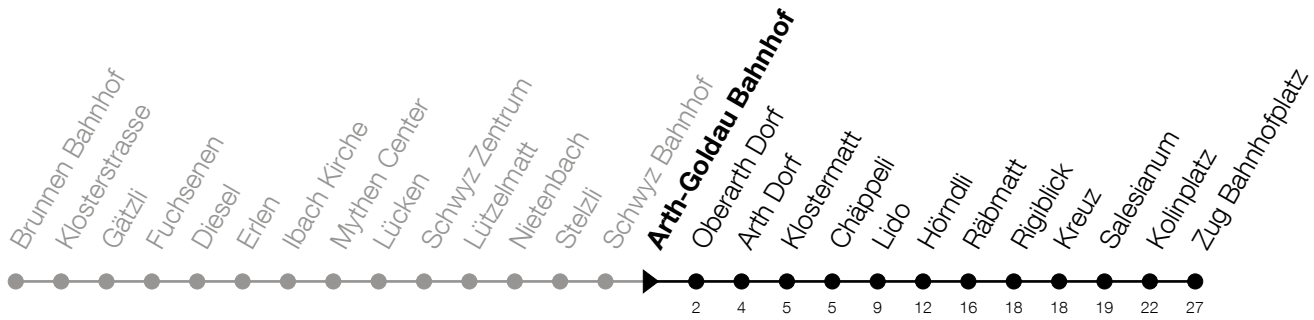 Brunnen Bahnhof
Klosterstrasse
Gätzli
Fuchsenen
Diesel
Erlen
Ibach Kirche
Mythen Center
Lücken
Schwyz Zentrum
Lützelmatt
Nietenbach
Stelzli
Schwyz Bahnhof
Arth-Goldau Bahnhof
Oberarth Dorf
Arth Dorf
Klostermatt
Chäppeli
Lido
Hörndli
Räbmatt
Rigiblick
Kreuz
Salesianum
Kolinplatz
Zug Bahnhofplatz
2 4 5 5 9 12 16 18 18 19 22 27